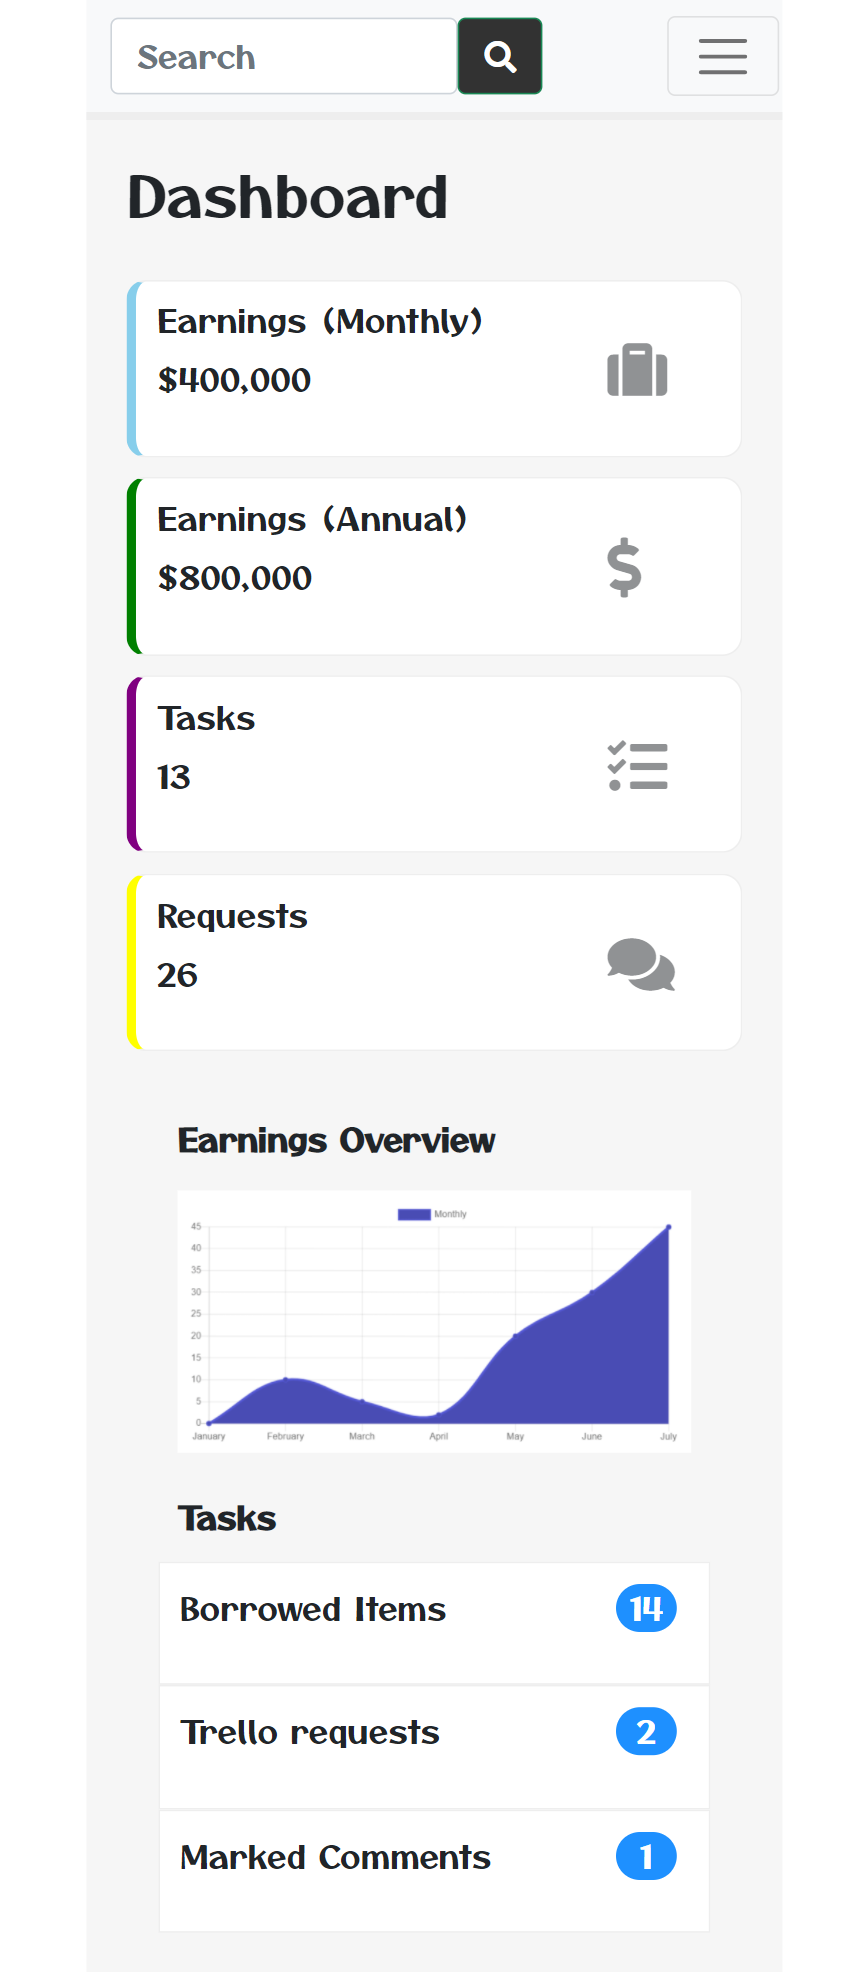 Search
Dashboard
Earnings (Monthly)
$400,000
Earnings (Annual)
$800,000
Tasks
13
Requests
26
Earnings Overview
Monthly
45
40
35
30
25
20
15
10
5
0
January February March April May June July
Tasks
Borrowed Items 14
Trello requests 2
Marked Comments 1